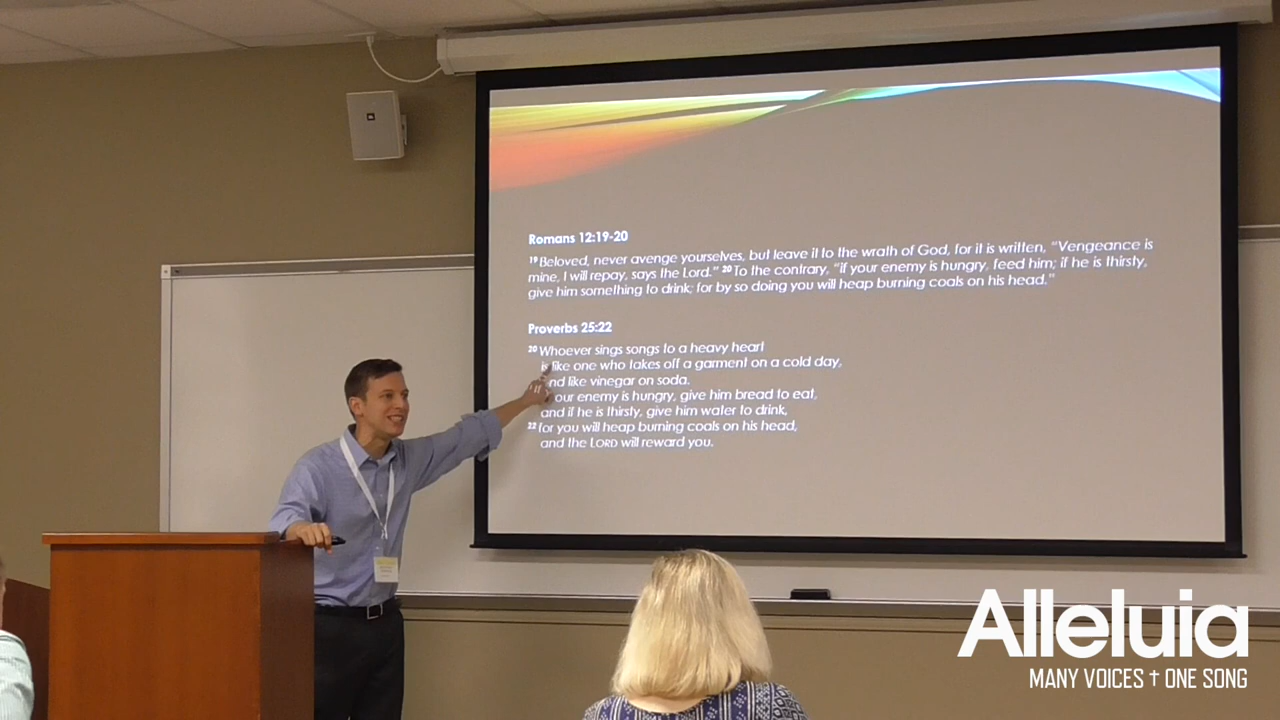 Romans 12:19-20
19 Beloved, never avenge yourselves, but leave it to the wrath of God, for it is written, “Vengeance is
mine, I will repay, says the Lord.” 20 To the contrary, “if your enemy is hungry, feed him; if he is thirsty,
give him something to drink; for by so doing you will heap burning coals on his head.”
Proverbs 25:22
20 Whoever sings songs to a heavy heart
is like one who takes off a garment on a cold day,
nd like vinegar on soda.
our enemy is hungry, give him bread to eat,
and if he is thirsty, give him water to drink,
22 for you will heap burning coals on his head,
and the LORD will reward you.
Alleluia
MANY VOICES † ONE SONG